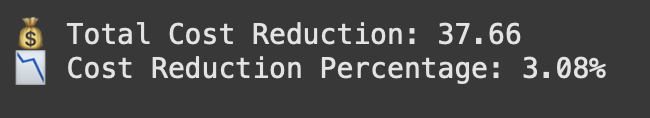 💰 Total Cost Reduction: 37.66
📉 Cost Reduction Percentage: 3.08%